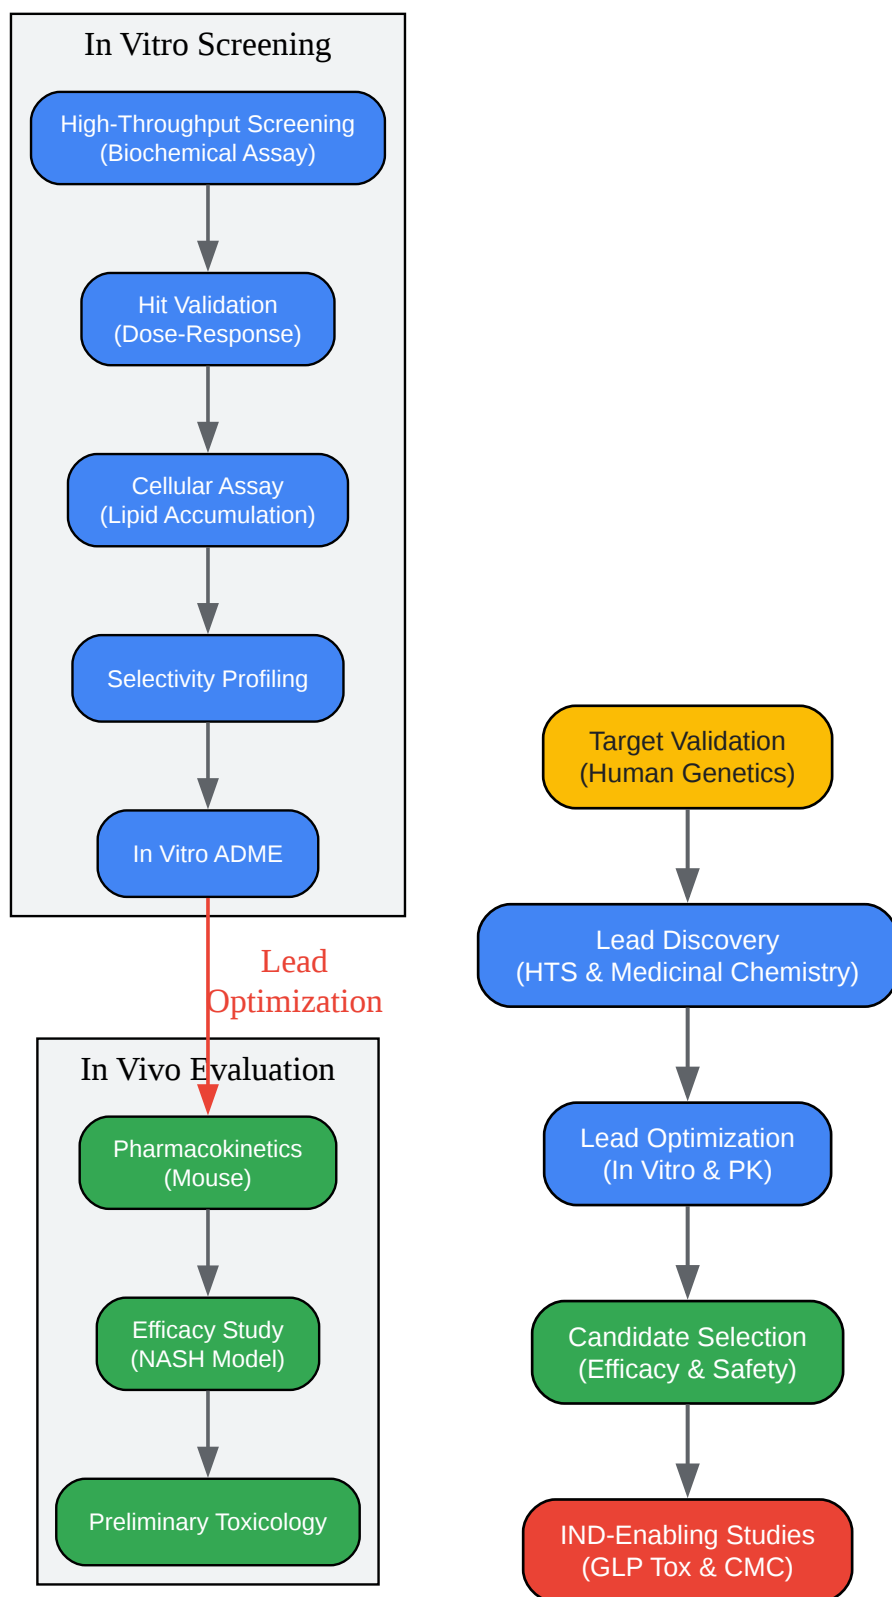 In Vitro Screening
High-Throughput Screening
(Biochemical Assay)
Hit Validation
(Dose-Response)
Cellular Assay
(Lipid Accumulation)
Selectivity Profiling
In Vitro ADME
Lead
Optimization
In Vivo Evaluation
Pharmacokinetics
(Mouse)
Efficacy Study
(NASH Model)
Preliminary Toxicology
Target Validation
(Human Genetics)
Lead Discovery
(HTS & Medicinal Chemistry)
Lead Optimization
(In Vitro & PK)
Candidate Selection
(Efficacy & Safety)
IND-Enabling Studies
(GLP Tox & CMC)